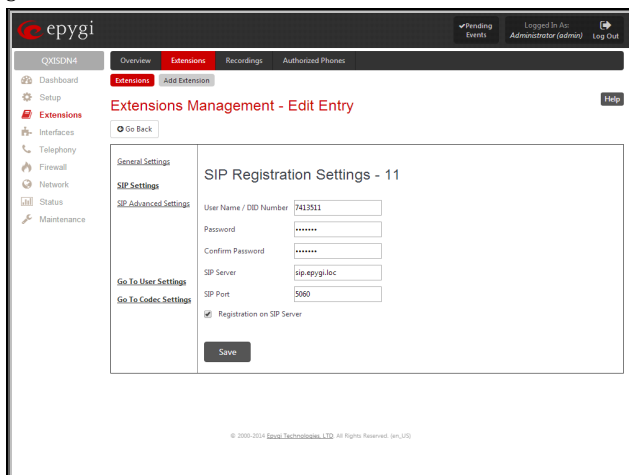 epygi
✔Pending Events
Logged In As: Administrator (admin)
Log Out
QXISDN4
Overview Extensions Recordings Authorized Phones
Dashboard
Setup
Extensions
Interfaces
Telephony
Firewall
Network
Status
Maintenance
Extensions Add Extension
Extensions Management - Edit Entry
Help
Go Back
General Settings
SIP Settings
SIP Advanced Settings
Go To User Settings
Go To Codec Settings
SIP Registration Settings - 11
User Name / DID Number 7413511
Password •••••••
Confirm Password •••••••
SIP Server sip.epygi.loc
SIP Port 5060
Registration on SIP Server
Save
© 2000-2014 Epygi Technologies, LTD. All Rights Reserved. (en_US)